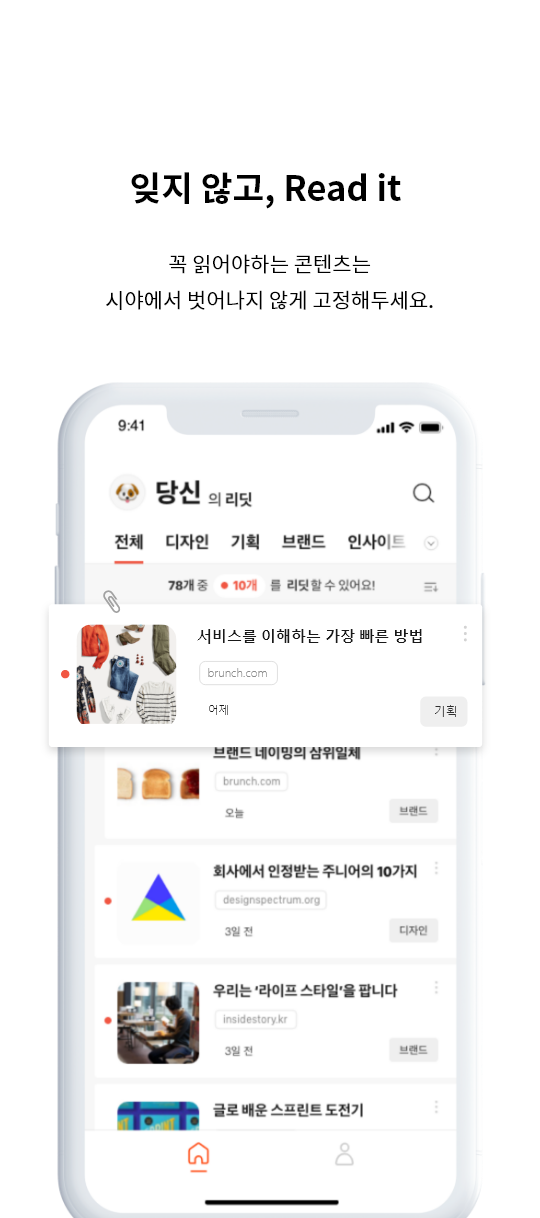 잊지 않고, Read it
꼭 읽어야하는 콘텐츠는
시야에서 벗어나지 않게 고정해두세요.
9:41
당신 의 리딧
전체 디자인 기획 브랜드 인사이트
78개 중 10개 를 리딧할 수 있어요!
서비스를 이해하는 가장 빠른 방법
brunch.com
어제
기획
브랜드 네이밍의 삼위일체
brunch.com
오늘
브랜드
회사에서 인정받는 주니어의 10가지
designspectrum.org
3일 전
디자인
우리는 '라이프 스타일'을 팝니다
insidestory.kr
3일 전
브랜드
글로 배운 스프린트 도전기